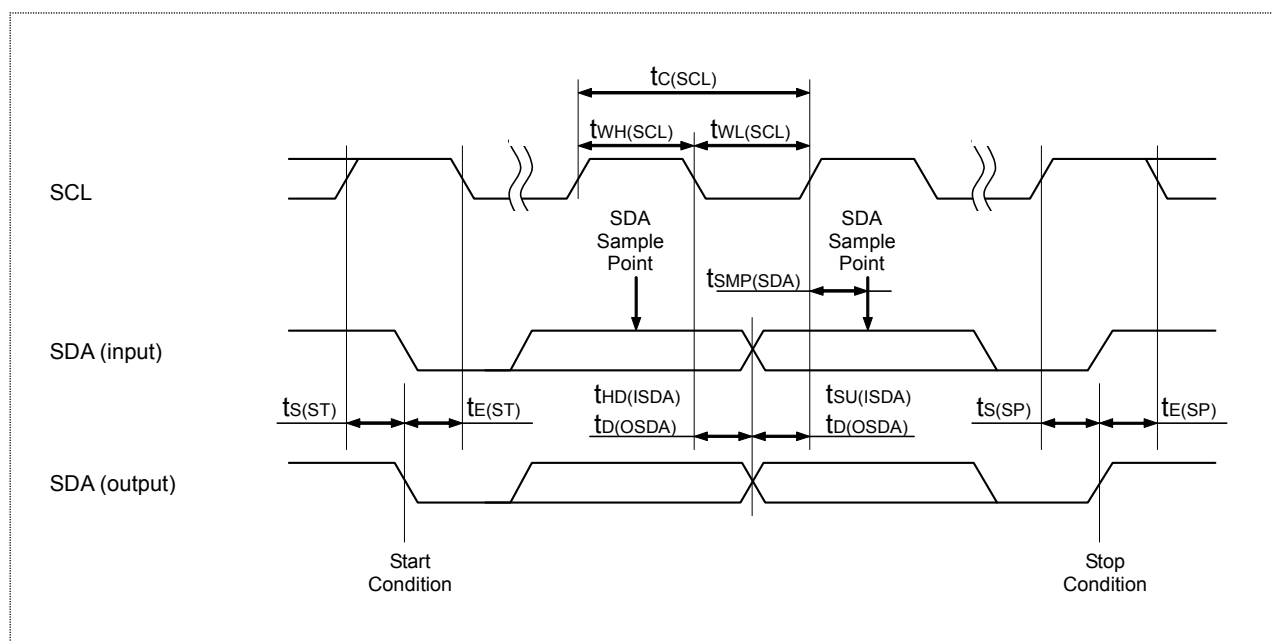 tC(SCL)
tWH(SCL) tWL(SCL)
SCL
SDA
Sample
Point
SDA
Sample
Point
tSMP(SDA)
SDA (input)
tS(ST) tE(ST) tHD(ISDA) tSU(ISDA) tS(SP) tE(SP)
tD(OSDA) tD(OSDA)
SDA (output)
Start
Condition
Stop
Condition